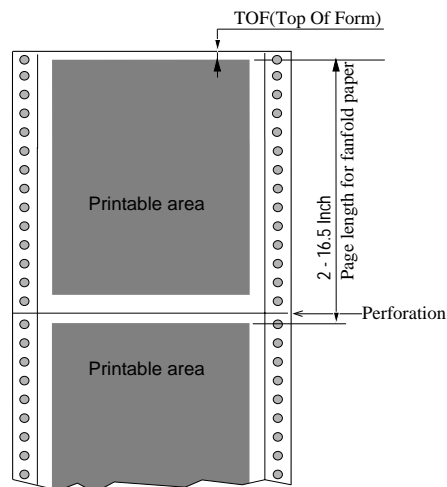 TOF(Top Of Form)
Printable area
2 - 16.5 Inch
Page length for fanfold paper
Perforation
Printable area